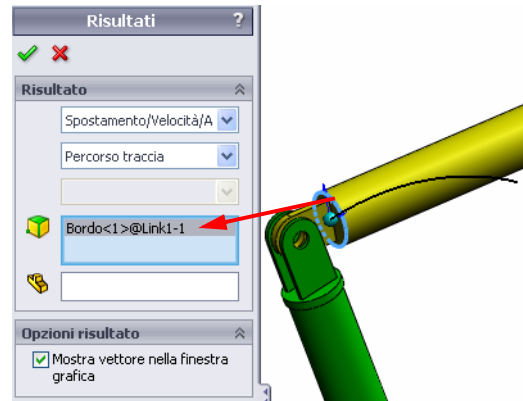 Risultati ?
Risultato
Spostamento/Velocità/A
Percorso traccia
Bordo<1>@Link1-1
Opzioni risultato
Mostra vettore nella finestra
grafica